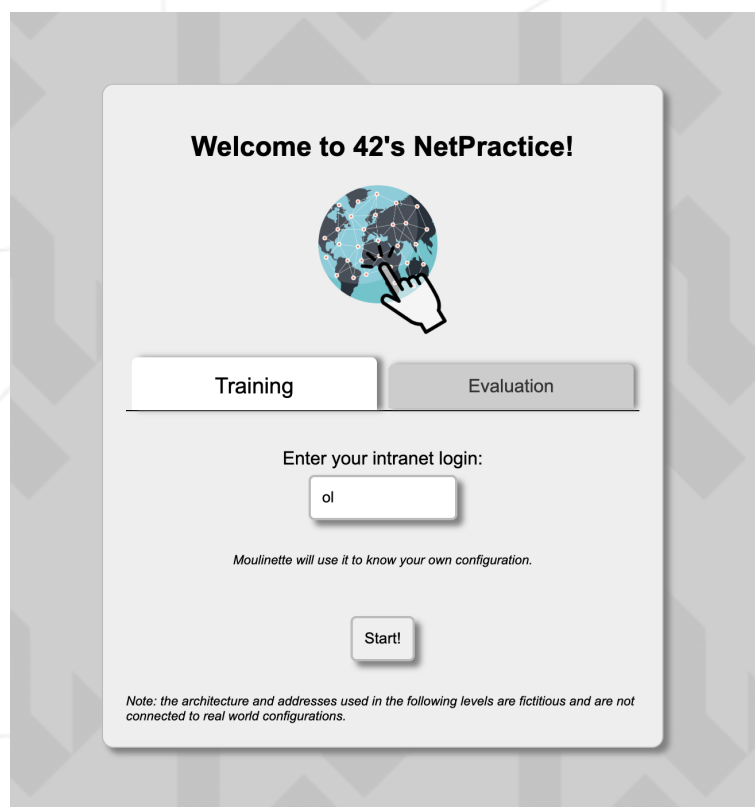 Welcome to 42's NetPractice!
Training
Evaluation
Enter your intranet login:
ol
Moulinette will use it to know your own configuration.
Start!
Note: the architecture and addresses used in the following levels are fictitious and are not
connected to real world configurations.